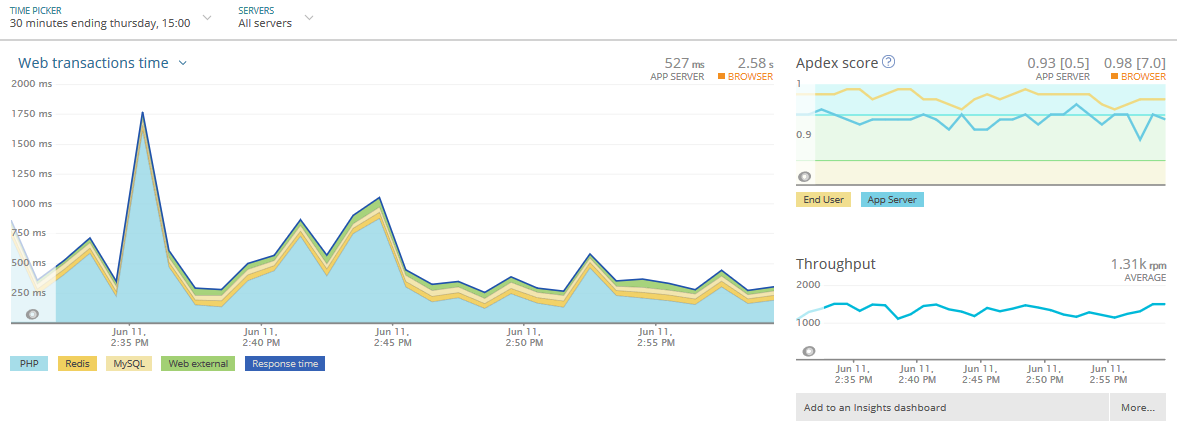 TIME PICKER
30 minutes ending thursday, 15:00
SERVERS
All servers
Web transactions time
527 ms
APP SERVER
2.58 s
BROWSER
2000 ms
1750 ms
1500 ms
1250 ms
1000 ms
750 ms
500 ms
250 ms
Jun 11,
2:35 PM
Jun 11,
2:40 PM
Jun 11,
2:45 PM
Jun 11,
2:50 PM
Jun 11,
2:55 PM
PHP
Redis
MySQL
Web external
Response time
Apdex score ?
0.93 [0.5]
APP SERVER
0.98 [7.0]
BROWSER
1
0.9
End User
App Server
Throughput
1.31k rpm
AVERAGE
2000
1000
Jun 11,
2:35 PM
Jun 11,
2:40 PM
Jun 11,
2:45 PM
Jun 11,
2:50 PM
Jun 11,
2:55 PM
Add to an Insights dashboard
More...